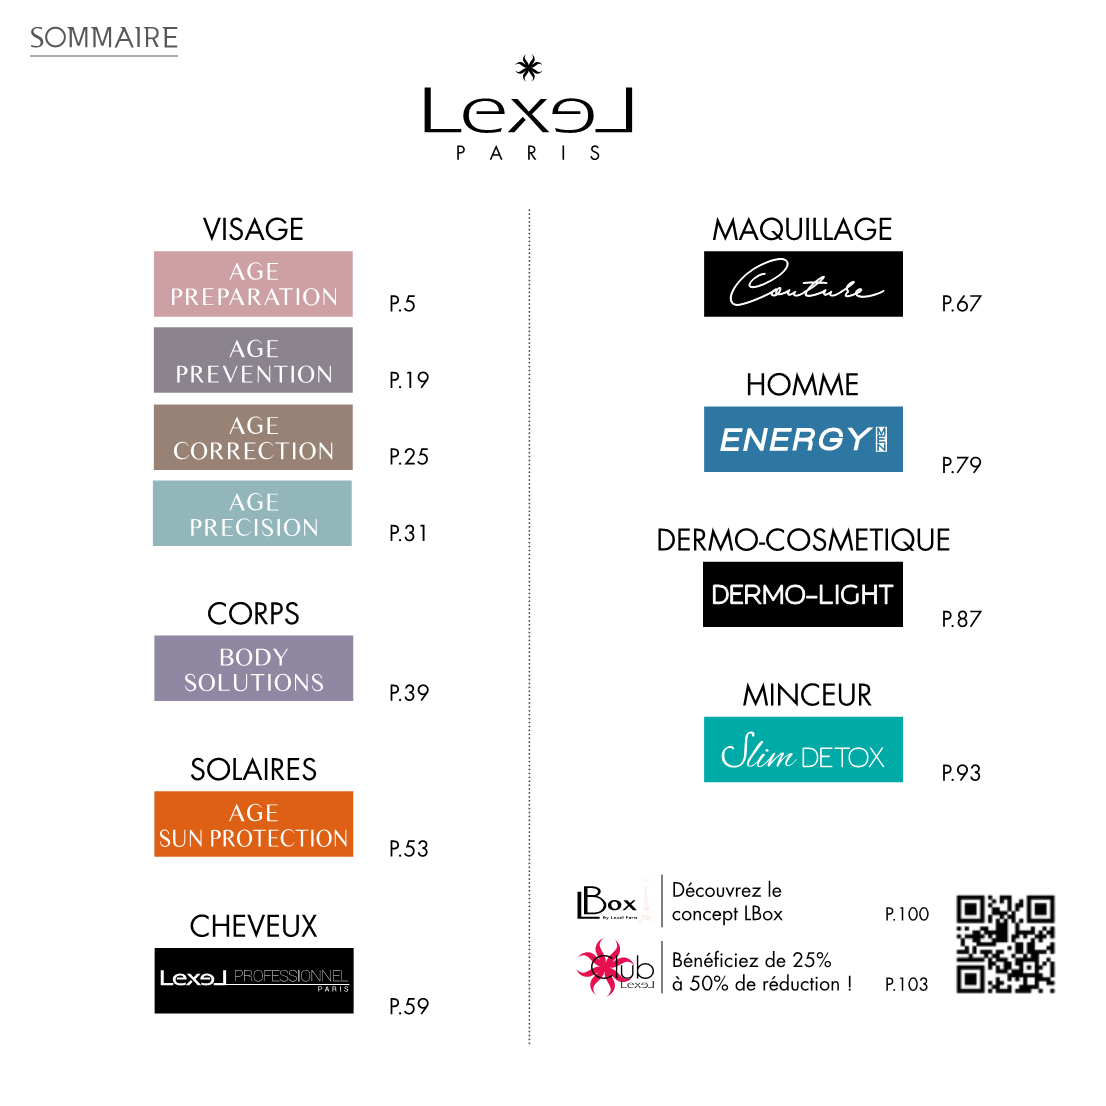 SOMMAIRE
Lexel
PARIS
VISAGE
AGE
PREPARATION
P.5
AGE
PREVENTION
P.19
AGE
CORRECTION
P.25
AGE
PRECISION
P.31
CORPS
BODY
SOLUTIONS
P.39
SOLAIRES
AGE
SUN PROTECTION
P.53
CHEVEUX
Lexel PROFESSIONNEL
PARIS
P.59
MAQUILLAGE
Couture
P.67
HOMME
ENERGY MEN
P.79
DERMO-COSMETIQUE
DERMO-LIGHT
P.87
MINCEUR
Slim DETOX
P.93
LBox
By Lexel Paris
Découvrez le
concept LBox
P.100
Club
Lexel
Bénéficiez de 25%
à 50% de réduction !
P.103